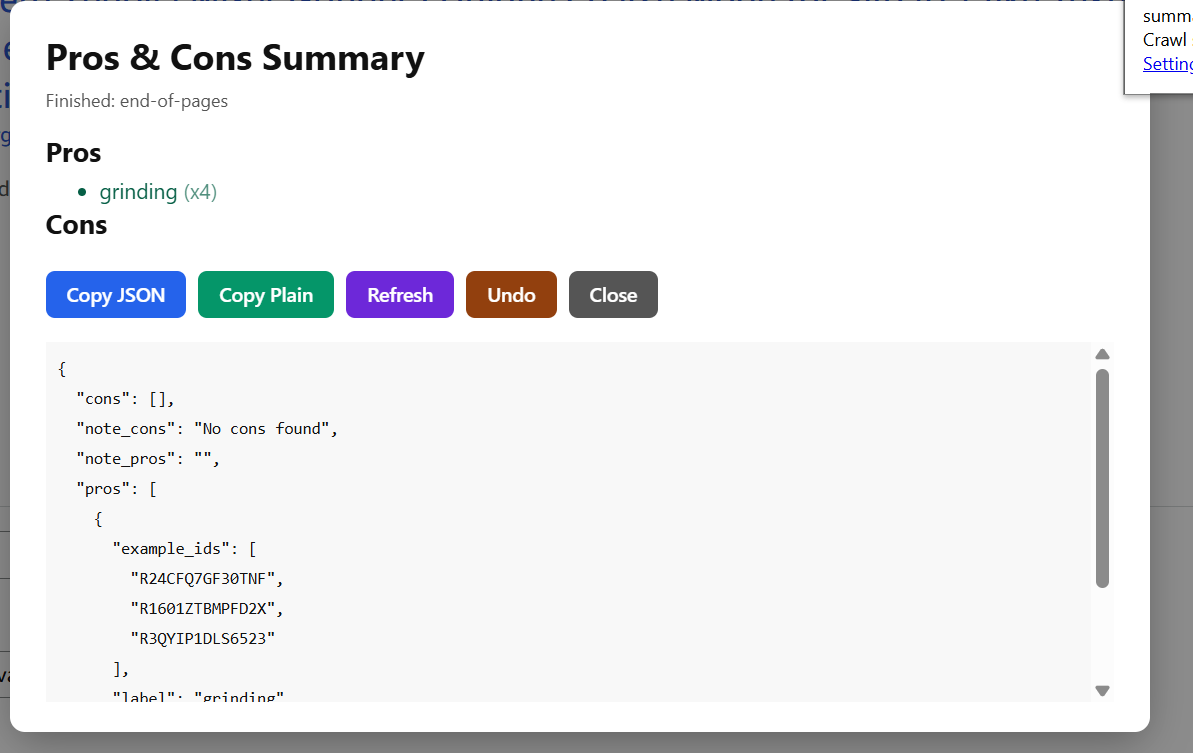 Pros & Cons Summary
Finished: end-of-pages
Pros
• grinding (x4)
Cons
Copy JSON
Copy Plain
Refresh
Undo
Close
{
"cons": [],
"note_cons": "No cons found",
"note_pros": "",
"pros": [
{
"example_ids": [
"R24CFQ7GF30TNF",
"R1601ZTBMPFD2X",
"R3QYIP1DLS6523"
],
"label": "grinding"
Crawl
Setting